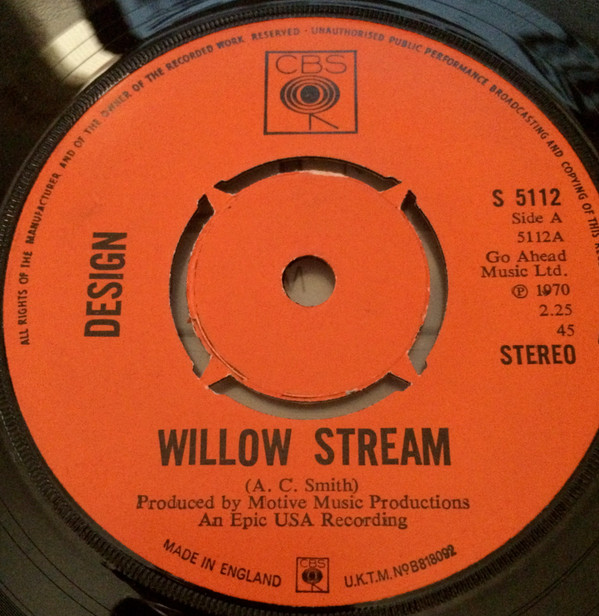 ALL RIGHTS OF THE MANUFACTURER AND OF THE OWNER OF THE RECORDED WORK RESERVED · UNAUTHORISED PUBLIC PERFORMANCE BROADCASTING AND COPYING OF THIS
CBS
DESIGN
S 5112
Side A
5112A
Go Ahead
Music Ltd.
℗ 1970
2.25
45
STEREO
WILLOW STREAM
(A. C. Smith)
Produced by Motive Music Productions
An Epic USA Recording
MADE IN ENGLAND
CBS
U.K.T.M. Nº B818092